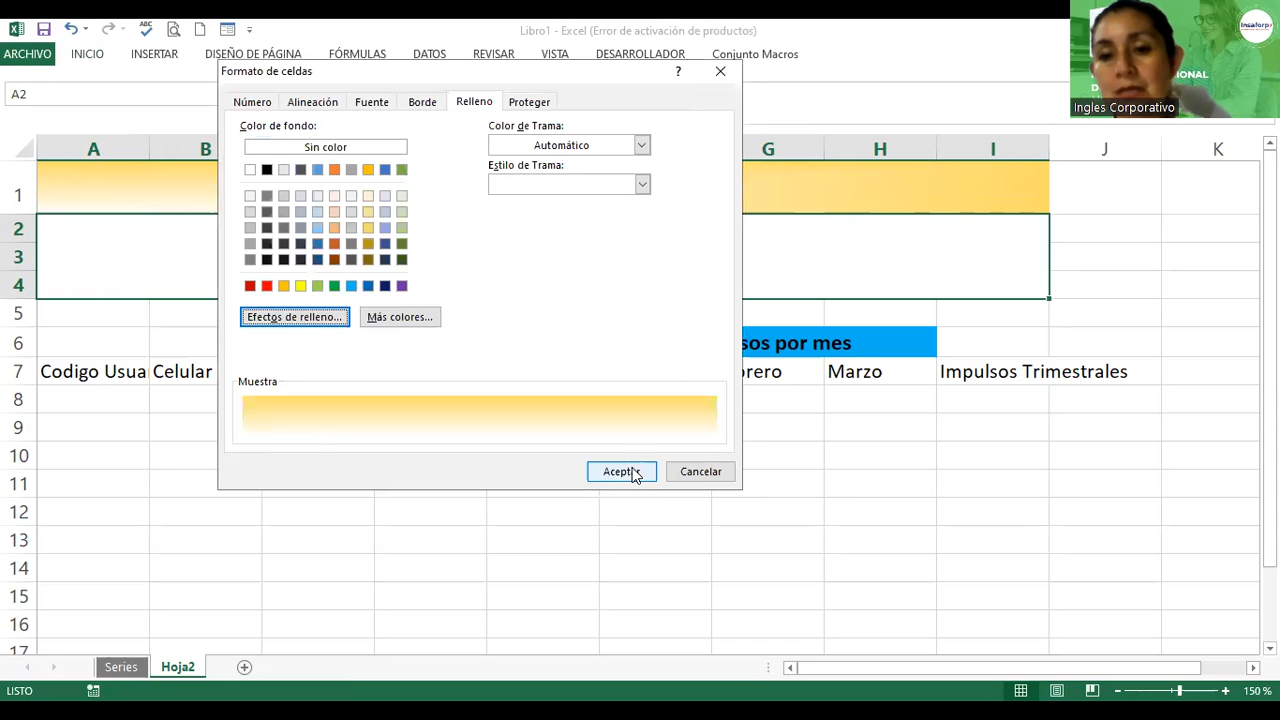 Libro1 - Excel (Error de activación de productos)
Insaforp
ARCHIVO INICIO INSERTAR DISEÑO DE PÁGINA FÓRMULAS DATOS REVISAR VISTA DESARROLLADOR Conjunto Macros
Formato de celdas ?
A2
Ingles Corporativo
Número Alineación Fuente Borde Relleno Proteger
Color de fondo:
Sin color
Color de Trama:
Automático
Estilo de Trama:
Efectos de relleno... Más colores...
Muestra
Aceptar Cancelar
A B G H I J K
1
2
3
4
5
6 sos por mes
7 Codigo Usua Celular brero Marzo Impulsos Trimestrales
8
9
10
11
12
13
14
15
16
17
Series Hoja2
LISTO 150 %